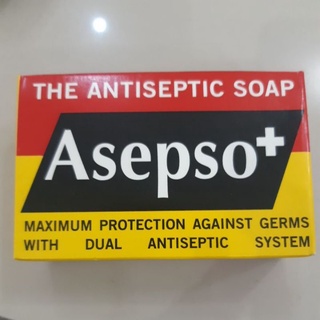 THE ANTISEPTIC SOAP
Asepso+
MAXIMUM PROTECTION AGAINST GERMS
WITH DUAL ANTISEPTIC SYSTEM